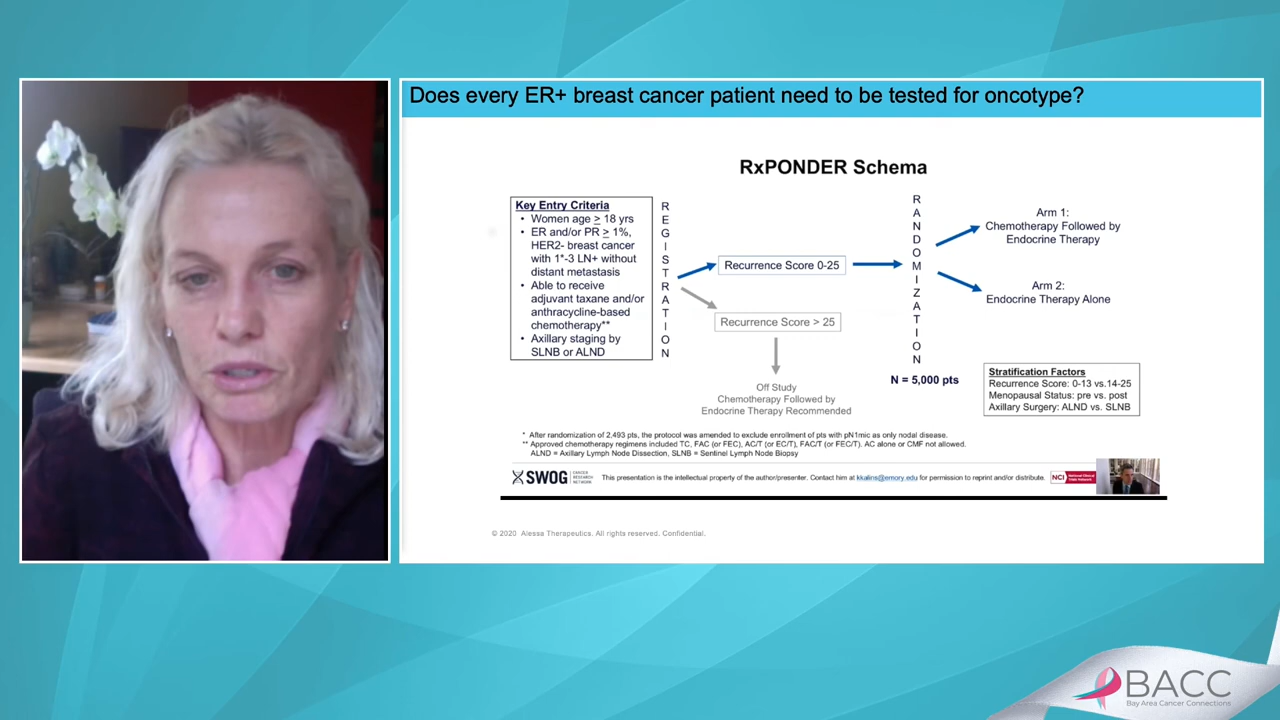 Does every ER+ breast cancer patient need to be tested for oncotype?
RxPONDER Schema
Key Entry Criteria
• Women age ≥ 18 yrs
• ER and/or PR ≥ 1%,
HER2- breast cancer
with 1*-3 LN+ without
distant metastasis
• Able to receive
adjuvant taxane and/or
anthracycline-based
chemotherapy**
• Axillary staging by
SLNB or ALND
REGISTRATION
Recurrence Score 0-25
Recurrence Score > 25
Off Study
Chemotherapy Followed by
Endocrine Therapy Recommended
RANDOMIZATION
N = 5,000 pts
Arm 1:
Chemotherapy Followed by
Endocrine Therapy
Arm 2:
Endocrine Therapy Alone
Stratification Factors
Recurrence Score: 0-13 vs.14-25
Menopausal Status: pre vs. post
Axillary Surgery: ALND vs. SLNB
* After randomization of 2,493 pts, the protocol was amended to exclude enrollment of pts with pN1mic as only nodal disease.
** Approved chemotherapy regimens included TC, FAC (or FEC), AC/T (or EC/T), FAC/T (or FEC/T). AC alone or CMF not allowed.
ALND = Axillary Lymph Node Dissection, SLNB = Sentinel Lymph Node Biopsy
SWOG
CANCER
RESEARCH
NETWORK
This presentation is the intellectual property of the author/presenter. Contact him at kkalins@emory.edu for permission to reprint and/or distribute.
NCI
© 2020 Alessa Therapeutics. All rights reserved. Confidential.
BACC
Bay Area Cancer Connections